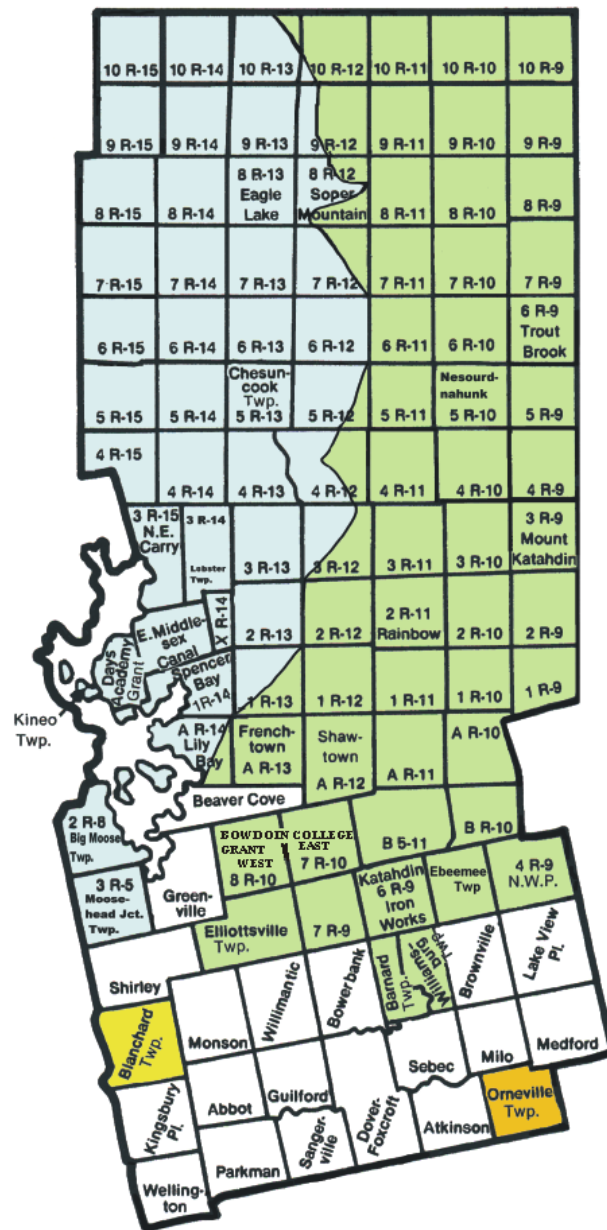 10 R-15 10 R-14 10 R-13 10 R-12 10 R-11 10 R-10 10 R-9
9 R-15 9 R-14 9 R-13 9 R-12 9 R-11 9 R-10 9 R-9
8 R-13 8 R-12
Eagle Soper
8 R-15 8 R-14 Lake Mountain 8 R-11 8 R-10 8 R-9
7 R-15 7 R-14 7 R-13 7 R-12 7 R-11 7 R-10 7 R-9
6 R-9
Trout
6 R-15 6 R-14 6 R-13 6 R-12 6 R-11 6 R-10 Brook
Chesun-
cook
Twp.
Nesourd-
nahunk
5 R-15 5 R-14 5 R-13 5 R-12 5 R-11 5 R-10 5 R-9
4 R-15
4 R-14 4 R-13 4 R-12 4 R-11 4 R-10 4 R-9
3 R-15
N.E.
Carry
3 R-14
Lobster
Twp.
3 R-13 3 R-12 3 R-11 3 R-10
3 R-9
Mount
Katahdin
Days
Academy
Grant
E. Middle-
sex
Canal
X R-14
2 R-13 2 R-12
2 R-11
Rainbow
2 R-10 2 R-9
Kineo
Twp.
Spencer
Bay
1R-14
1 R-13 1 R-12 1 R-11 1 R-10 1 R-9
A R-14
Lily
Bay
French-
town
A R-13
Shaw-
town
A R-12
A R-11
A R-10
Beaver Cove
2 R-8
Big Moose
Twp.
BOWDOIN COLLEGE
GRANT EAST
WEST 7 R-10
8 R-10
B 5-11
B R-10
3 R-5
Moose-
head Jct.
Twp.
Green-
ville
Elliottsville
Twp.
7 R-9
Katahdin
6 R-9
Iron
Works
Ebeemee
Twp
4 R-9
N.W.P.
Shirley
Monson
Willimantic
Bowerbank
Barnard
Twp.
Williams-
burg
Twp
Brownville
Lake View
Pl.
Blanchard
Twp.
Abbot
Guilford
Sebec
Milo
Medford
Kingsbury
Pl.
Parkman
Sanger-
ville
Dover-
Foxcroft
Atkinson
Orneville
Twp.
Welling-
ton